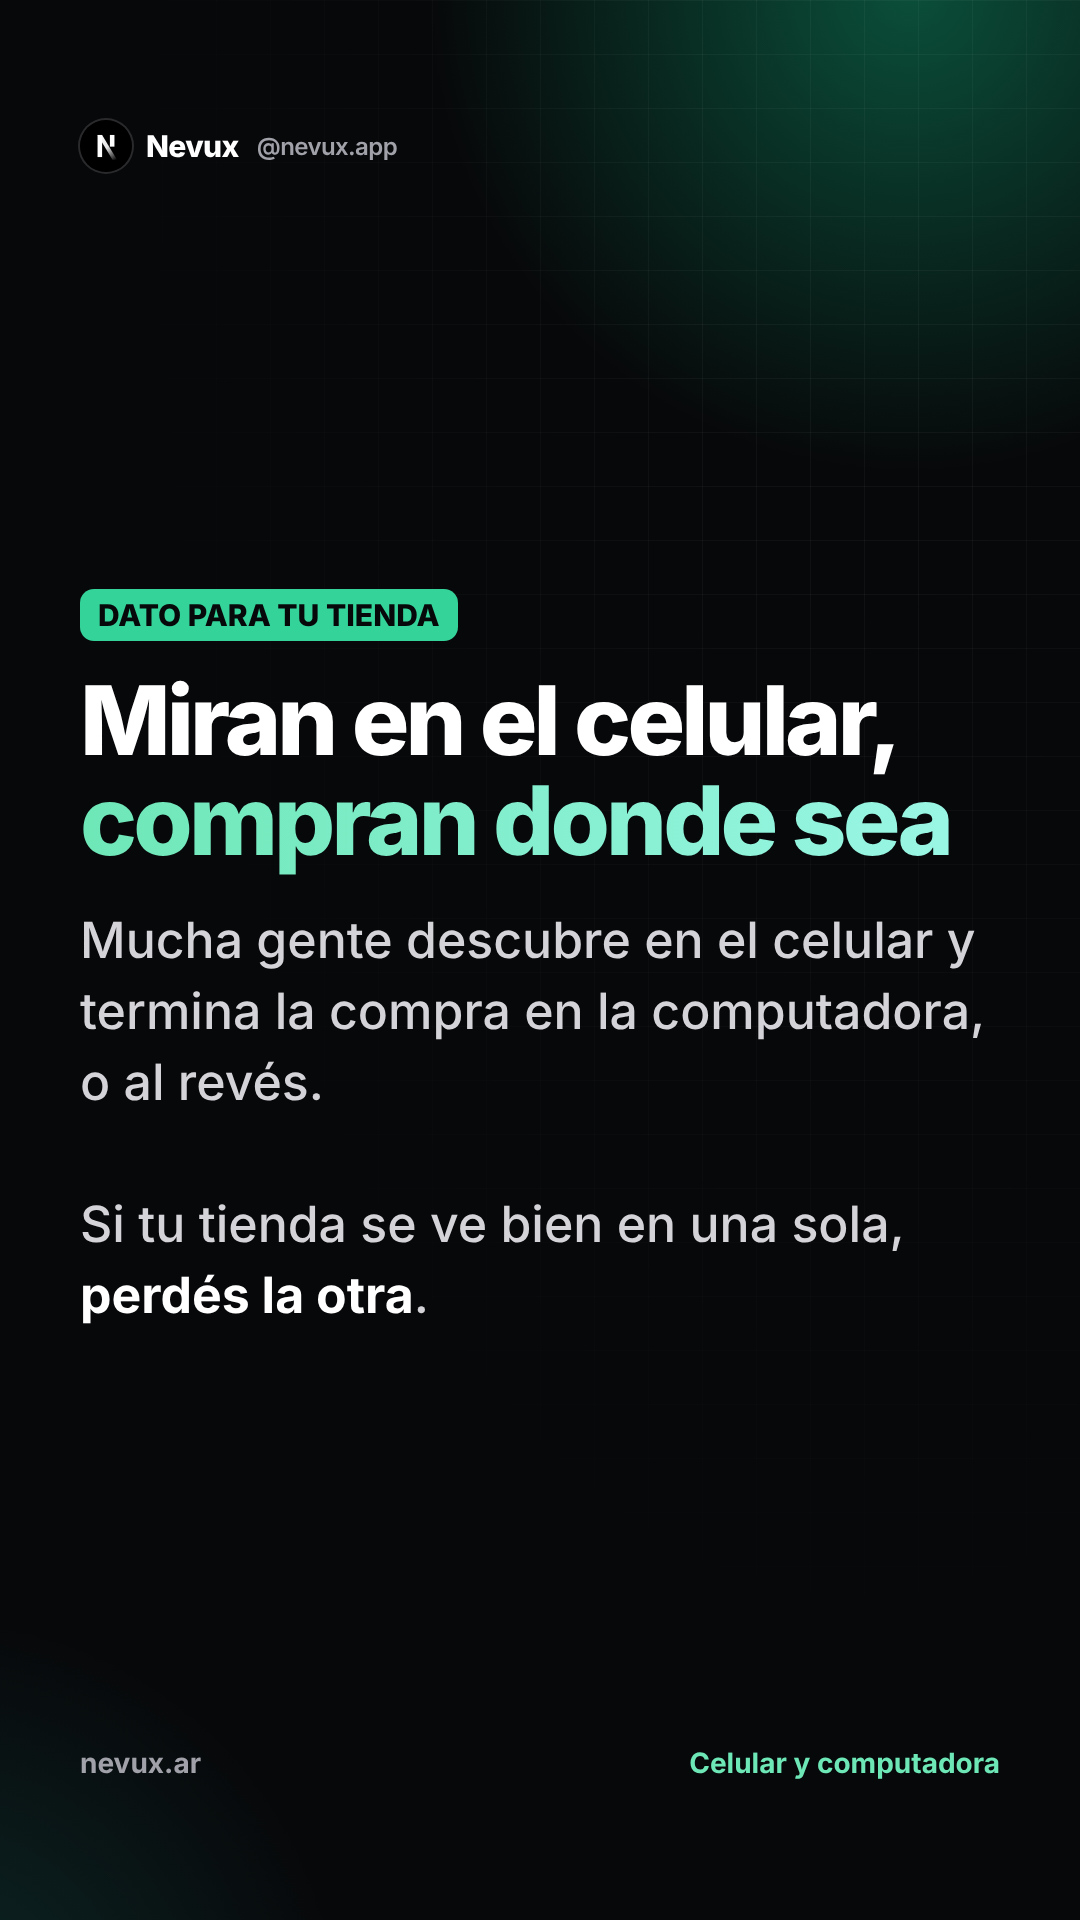 N Nevux @nevux.app
DATO PARA TU TIENDA
Miran en el celular,
compran donde sea
Mucha gente descubre en el celular y
termina la compra en la computadora,
o al revés.
Si tu tienda se ve bien en una sola,
perdés la otra.
nevux.ar
Celular y computadora